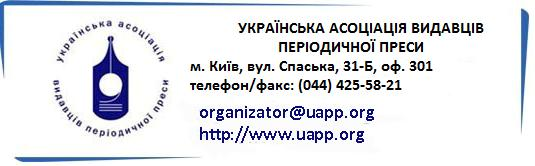 українська асоціація
видавців періодичної преси
УКРАЇНСЬКА АСОЦІАЦІЯ ВИДАВЦІВ
ПЕРІОДИЧНОЇ ПРЕСИ
м. Київ, вул. Спаська, 31-Б, оф. 301
телефон/факс: (044) 425-58-21
organizator@uapp.org
http://www.uapp.org